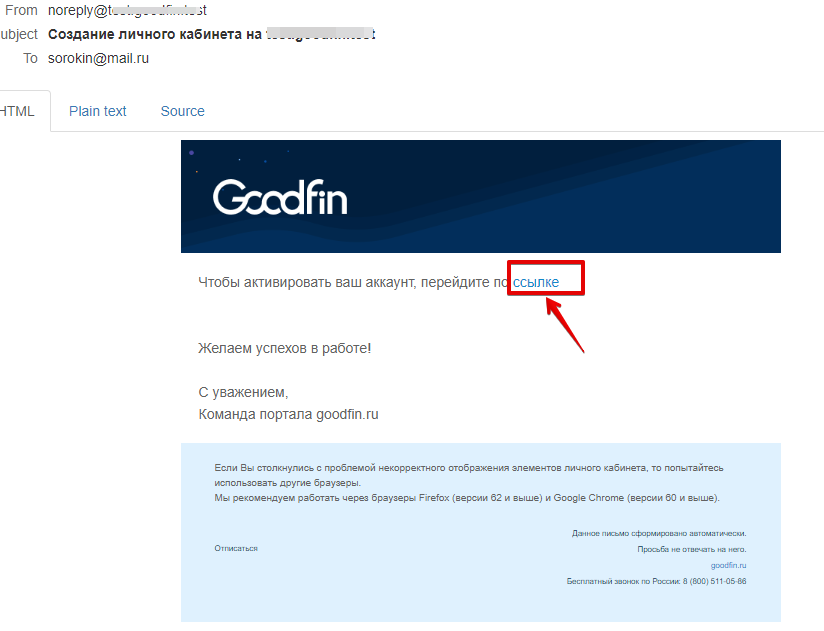 From noreply@
ubject Создание личного кабинета на
To sorokin@mail.ru
HTML Plain text Source
Goodfin
Чтобы активировать ваш аккаунт, перейдите по ссылке
Желаем успехов в работе!
С уважением,
Команда портала goodfin.ru
Если Вы столкнулись с проблемой некорректного отображения элементов личного кабинета, то попытайтесь
использовать другие браузеры.
Мы рекомендуем работать через браузеры Firefox (версии 62 и выше) и Google Chrome (версии 60 и выше).
Данное письмо сформировано автоматически.
Отписаться
Просьба не отвечать на него.
goodfin.ru
Бесплатный звонок по России: 8 (800) 511-05-86